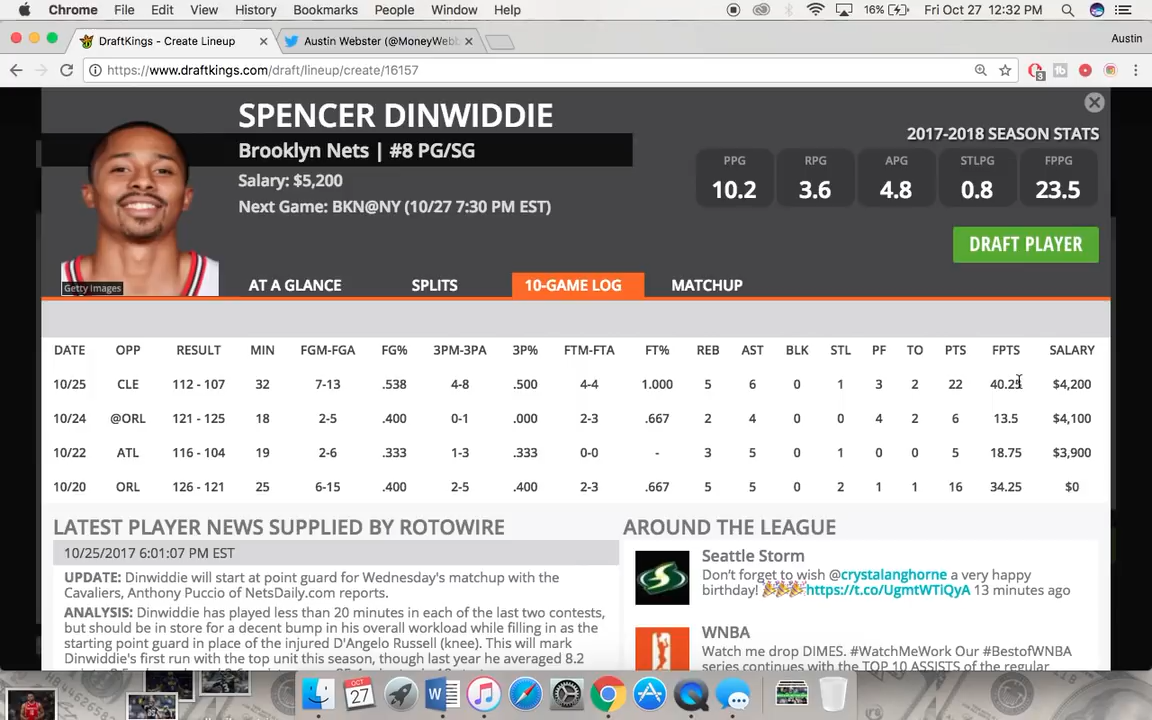 Chrome File Edit View History Bookmarks People Window Help 16% Fri Oct 27 12:32 PM
DraftKings - Create Lineup Austin Webster (@MoneyWebb Austin
https://www.draftkings.com/draft/lineup/create/16157
SPENCER DINWIDDIE
Brooklyn Nets | #8 PG/SG
Salary: $5,200
Next Game: BKN@NY (10/27 7:30 PM EST)
2017-2018 SEASON STATS
PPG RPG APG STLPG FPPG
10.2 3.6 4.8 0.8 23.5
DRAFT PLAYER
Getty Images
AT A GLANCE SPLITS 10-GAME LOG MATCHUP
DATE OPP RESULT MIN FGM-FGA FG% 3PM-3PA 3P% FTM-FTA FT% REB AST BLK STL PF TO PTS FPTS SALARY
10/25 CLE 112 - 107 32 7-13 .538 4-8 .500 4-4 1.000 5 6 0 1 3 2 22 40.25 $4,200
10/24 @ORL 121 - 125 18 2-5 .400 0-1 .000 2-3 .667 2 4 0 0 4 2 6 13.5 $4,100
10/22 ATL 116 - 104 19 2-6 .333 1-3 .333 0-0 - 3 5 0 1 0 0 5 18.75 $3,900
10/20 ORL 126 - 121 25 6-15 .400 2-5 .400 2-3 .667 5 5 0 2 1 1 16 34.25 $0
LATEST PLAYER NEWS SUPPLIED BY ROTOWIRE
10/25/2017 6:01:07 PM EST
UPDATE: Dinwiddie will start at point guard for Wednesday's matchup with the
Cavaliers, Anthony Puccio of NetsDaily.com reports.
ANALYSIS: Dinwiddie has played less than 20 minutes in each of the last two contests,
but should be in store for a decent bump in his overall workload while filling in as the
starting point guard in place of the injured D'Angelo Russell (knee). This will mark
Dinwiddie's first run with the top unit this season, though last year he averaged 8.2
AROUND THE LEAGUE
Seattle Storm
Don't forget to wish @crystalanghorne a very happy
birthday! 🎉🎉🎉https://t.co/UgmtWTiQyA 13 minutes ago
WNBA
Watch me drop DIMES. #WatchMeWork Our #BestofWNBA
series continues with the TOP 10 ASSISTS of the regular
OCT
27